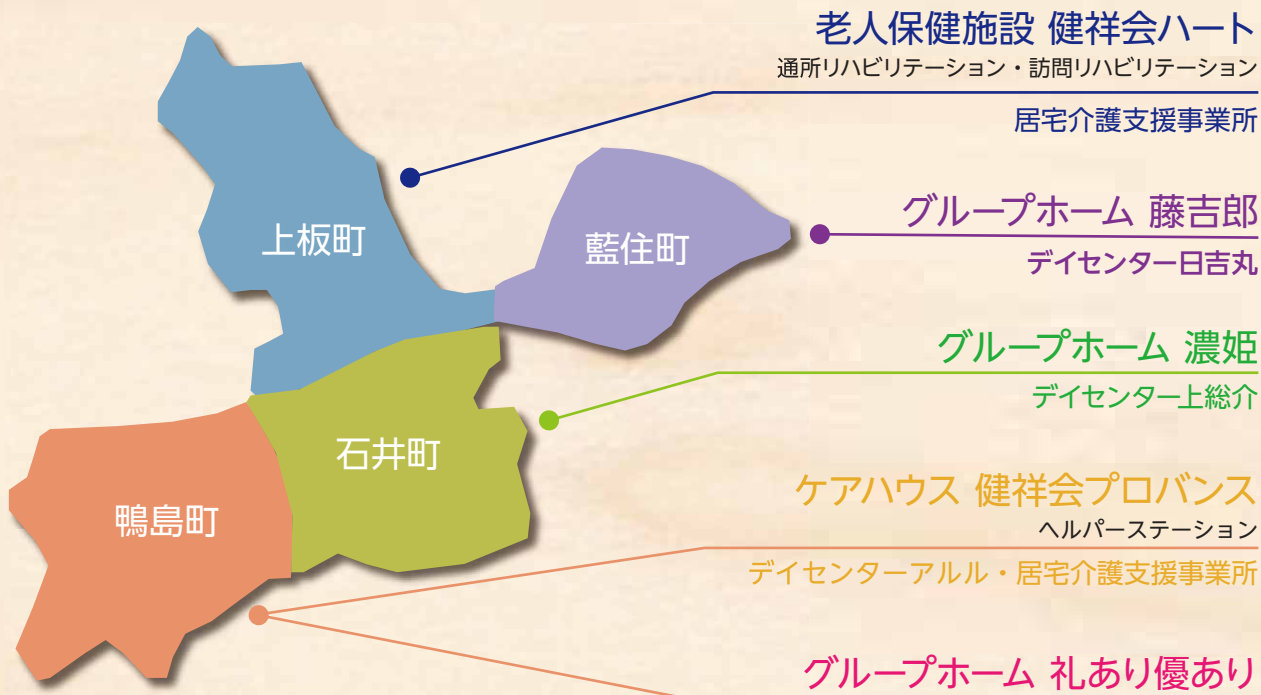 老人保健施設 健祥会ハート
通所リハビリテーション・訪問リハビリテーション
居宅介護支援事業所
上板町
藍住町
グループホーム 藤吉郎
デイセンター日吉丸
グループホーム 濃姫
デイセンター上総介
石井町
鴨島町
ケアハウス 健祥会プロバンス
ヘルパーステーション
デイセンターアルル・居宅介護支援事業所
グループホーム 礼あり優あり